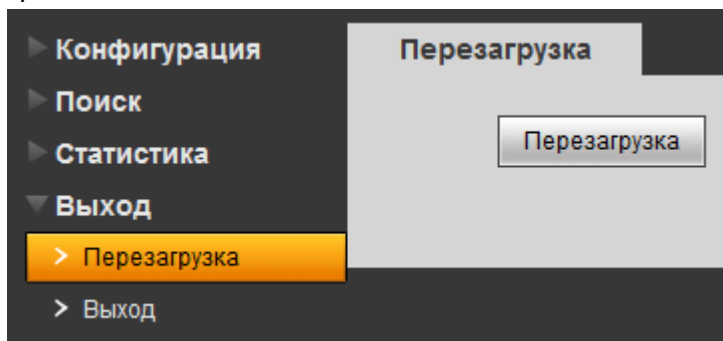 Конфигурация
Поиск
Статистика
Выход
Перезагрузка
Выход
Перезагрузка
Перезагрузка